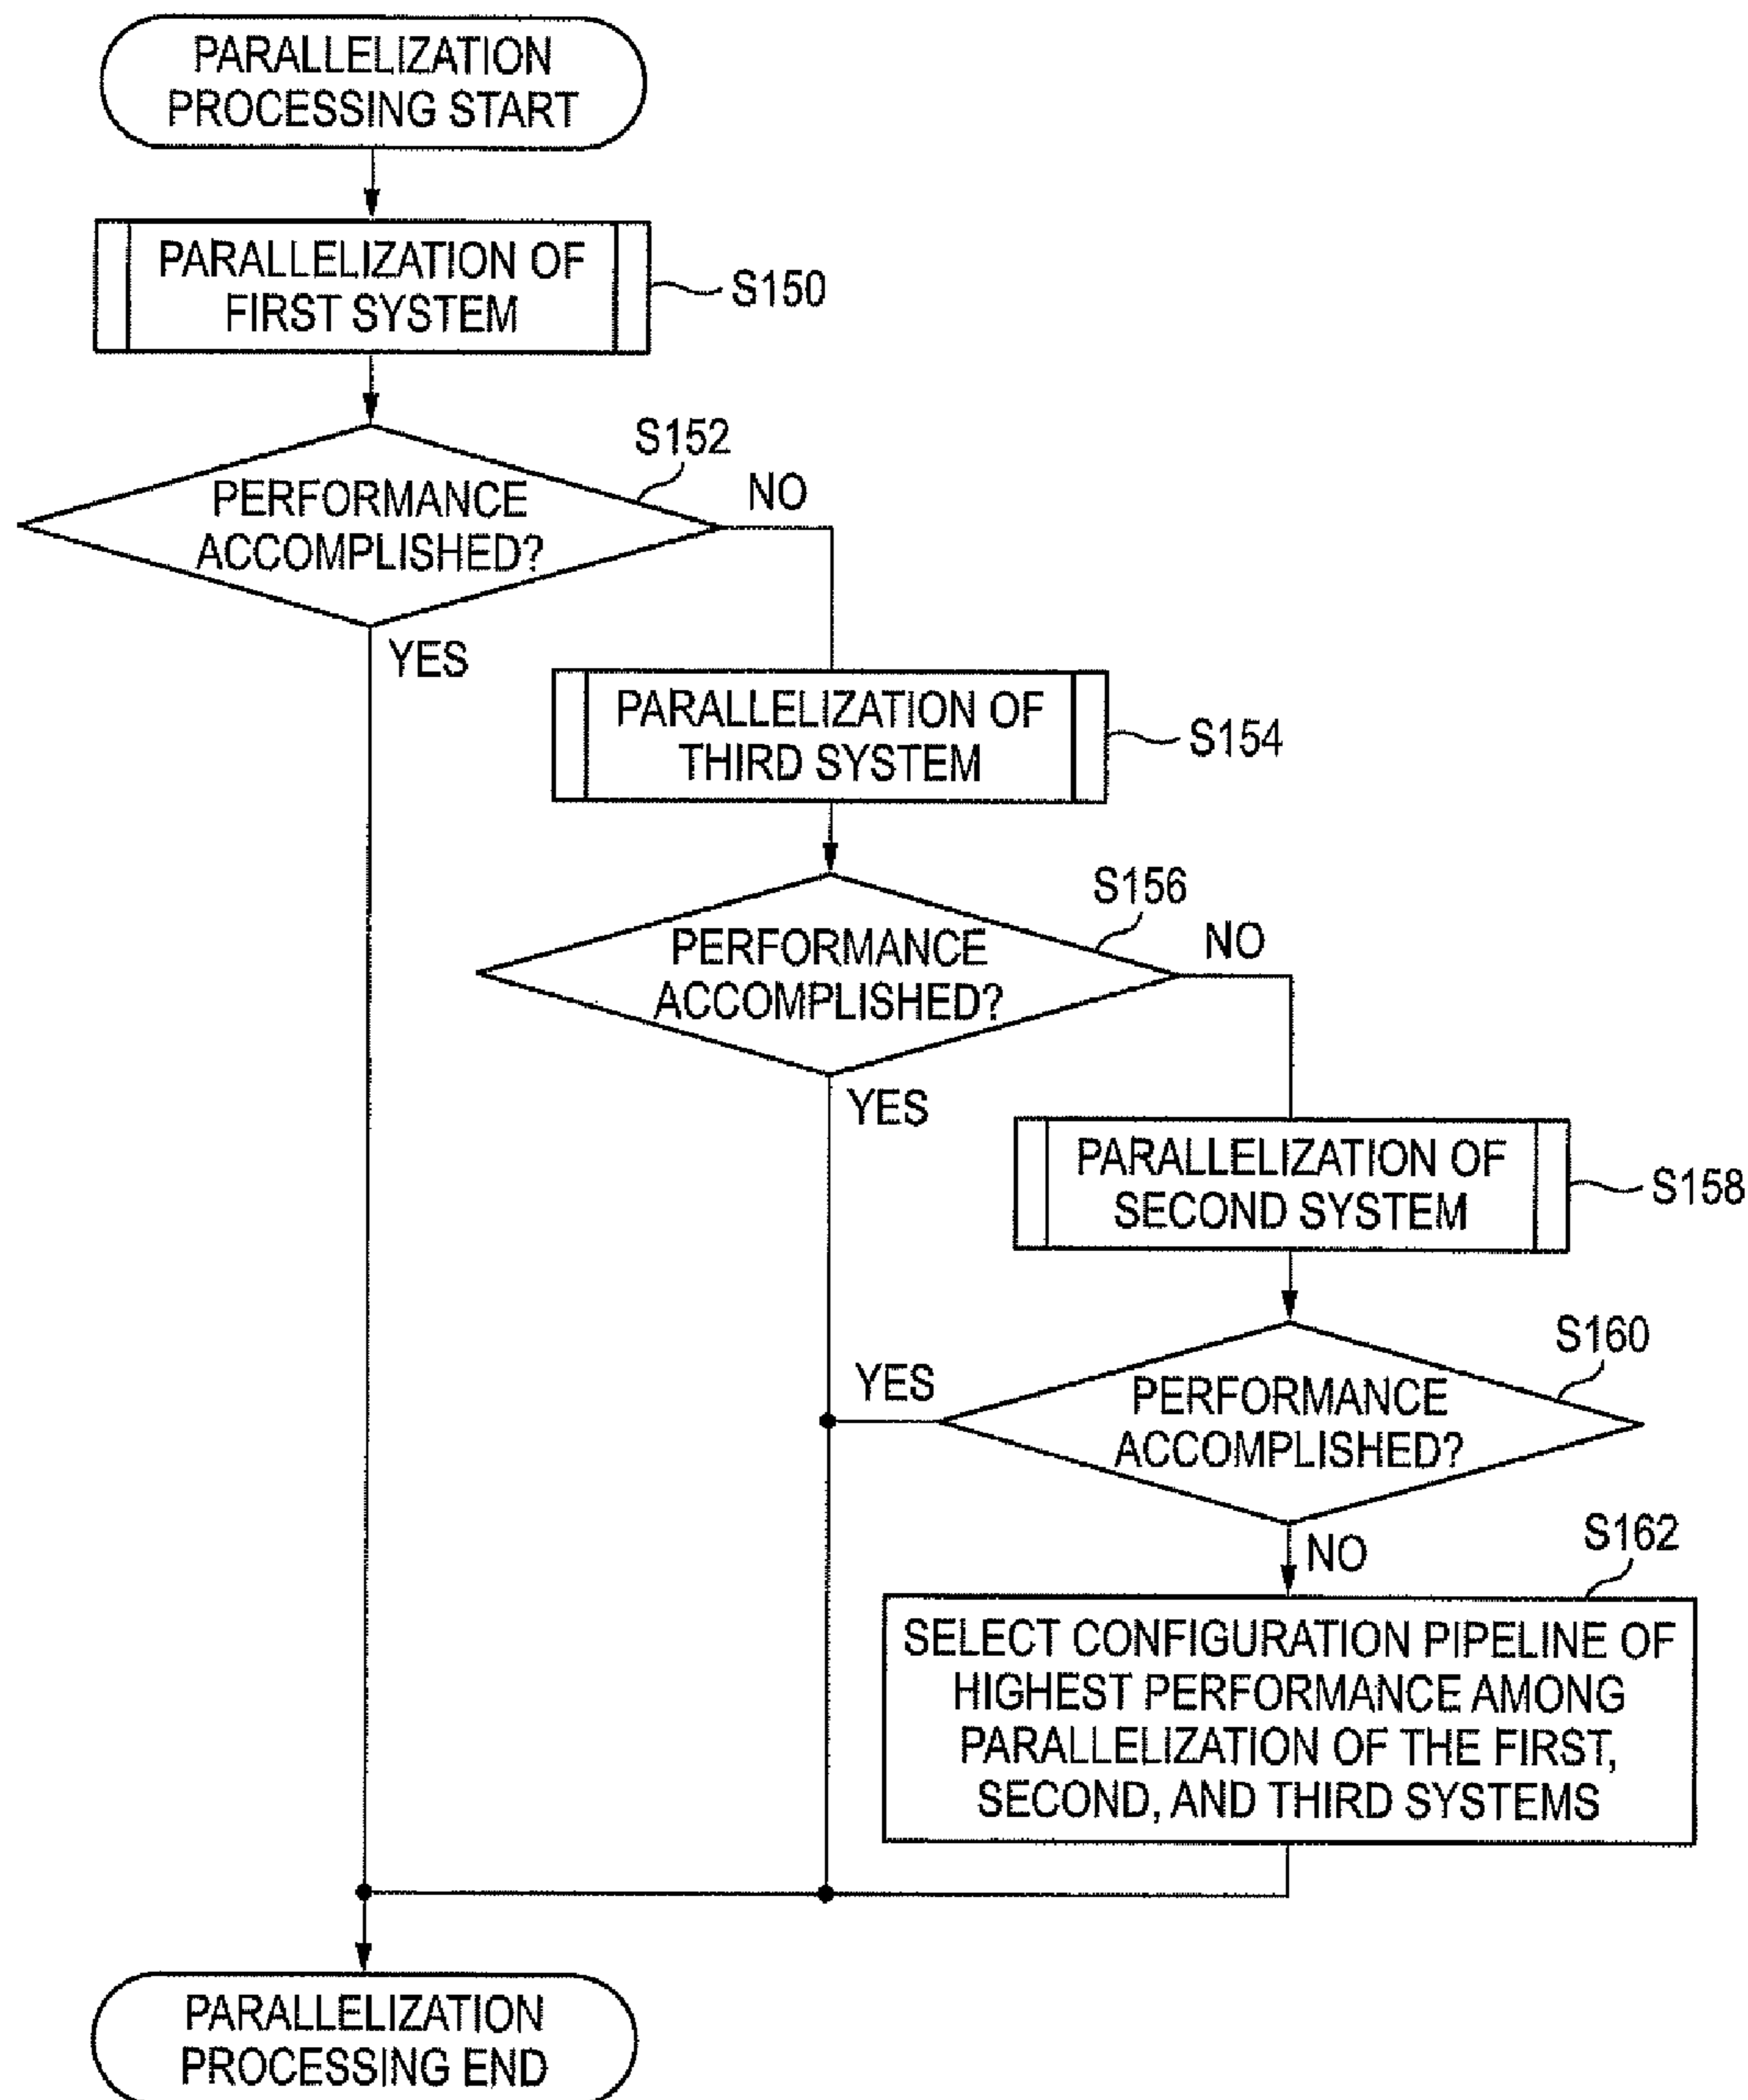 PARALLELIZATION
PROCESSING START
PARALLELIZATION OF
FIRST SYSTEM
S150
S152
PERFORMANCE
ACCOMPLISHED?
NO
YES
PARALLELIZATION OF
THIRD SYSTEM
S154
S156
PERFORMANCE
ACCOMPLISHED?
NO
YES
PARALLELIZATION OF
SECOND SYSTEM
S158
S160
YES
PERFORMANCE
ACCOMPLISHED?
NO
S162
SELECT CONFIGURATION PIPELINE OF
HIGHEST PERFORMANCE AMONG
PARALLELIZATION OF THE FIRST,
SECOND, AND THIRD SYSTEMS
PARALLELIZATION
PROCESSING END